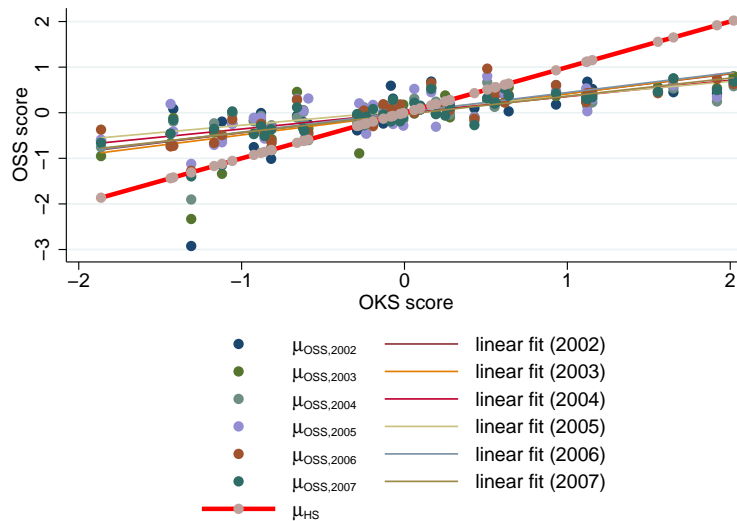 2
1
0
−1
−2
−3
OSS score
−2
−1
0
1
2
OKS score
μOSS,2002 linear fit (2002)
μOSS,2003 linear fit (2003)
μOSS,2004 linear fit (2004)
μOSS,2005 linear fit (2005)
μOSS,2006 linear fit (2006)
μOSS,2007 linear fit (2007)
μHS